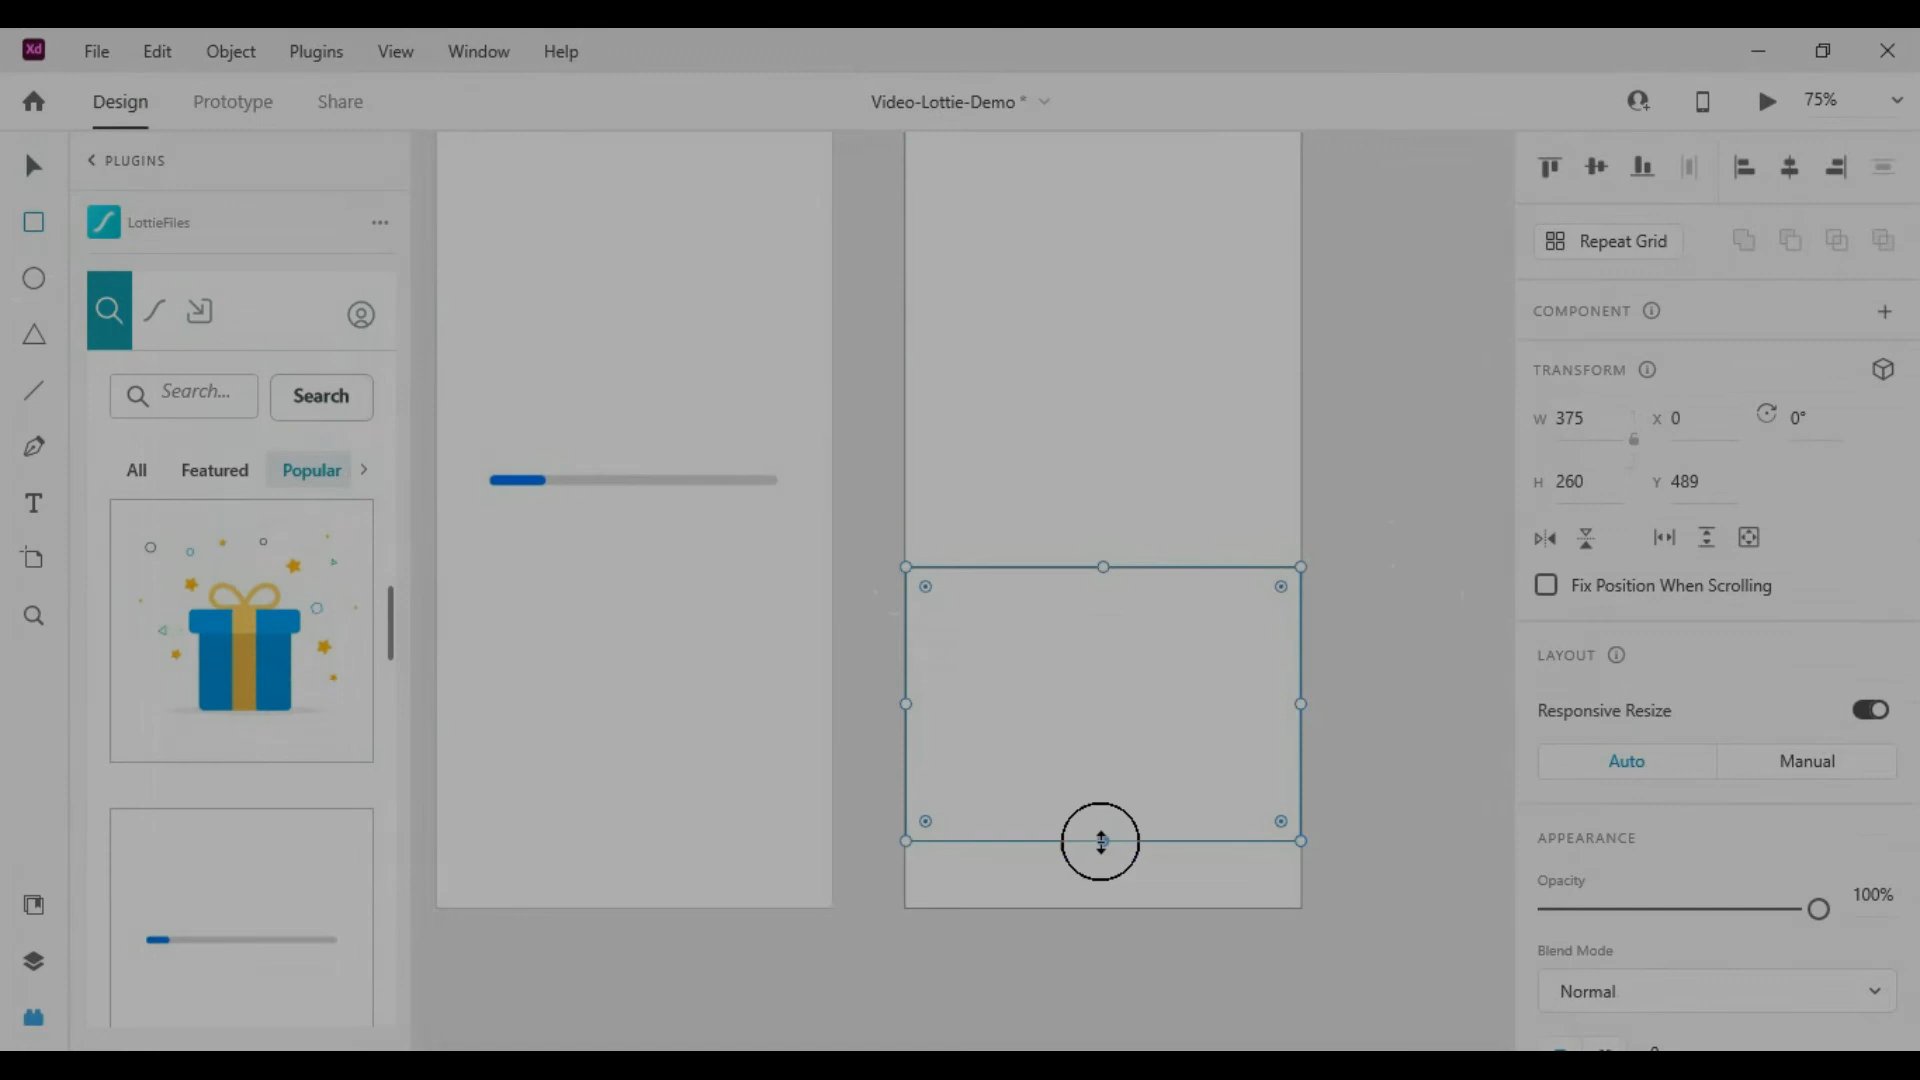 Xd File Edit Object Plugins View Window Help
Design Prototype Share
Video-Lottie-Demo *
75%
PLUGINS
LottieFiles
Search...
Search
All Featured Popular
Repeat Grid
COMPONENT
TRANSFORM
W 375 X 0 0°
H 260 Y 489
Fix Position When Scrolling
LAYOUT
Responsive Resize
Auto Manual
APPEARANCE
Opacity
100%
Blend Mode
Normal